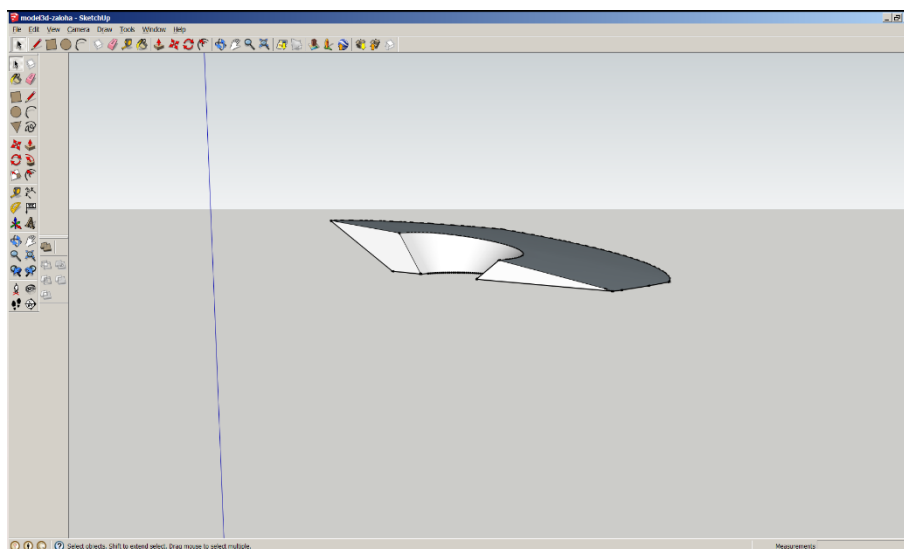 model3d-zaloha - SketchUp
File Edit View Camera Draw Tools Window Help
Select objects. Shift to extend select. Drag mouse to select multiple.
Measurements